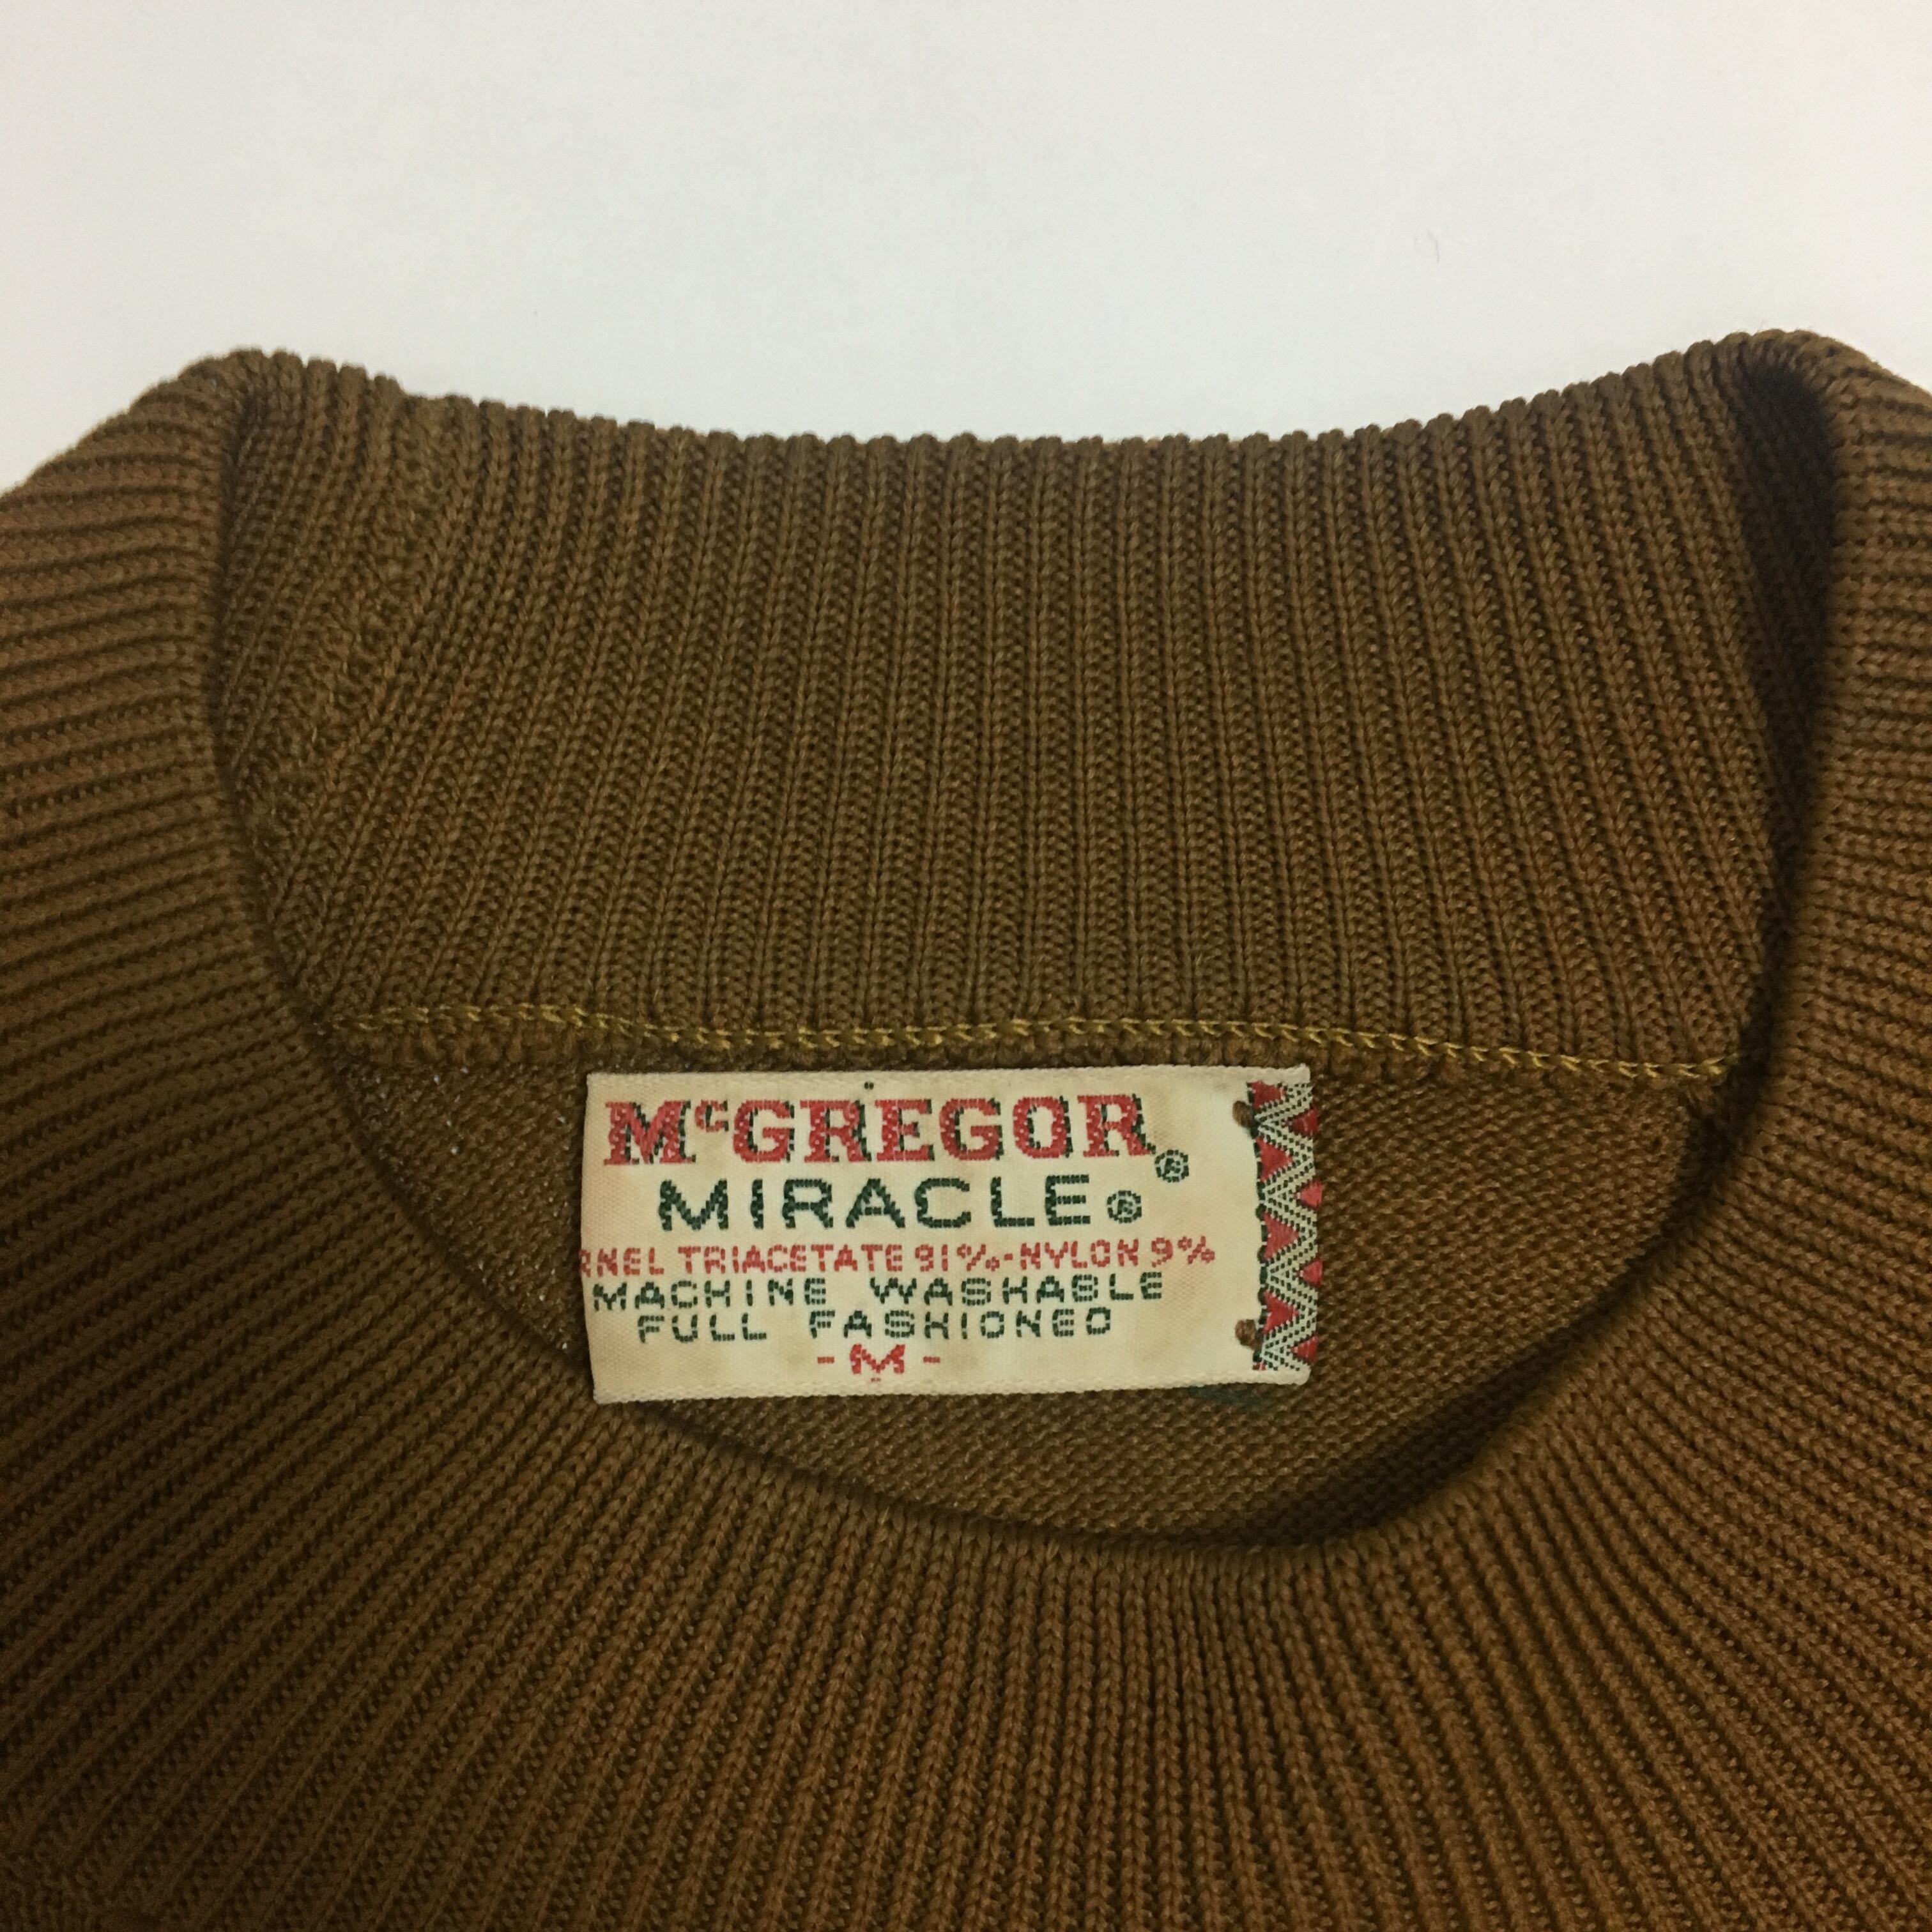 McGREGOR®
MIRACLE®
RNEL TRIACETATE 91%-NYLON 9%
MACHINE WASHABLE
FULL FASHIONED
-M-